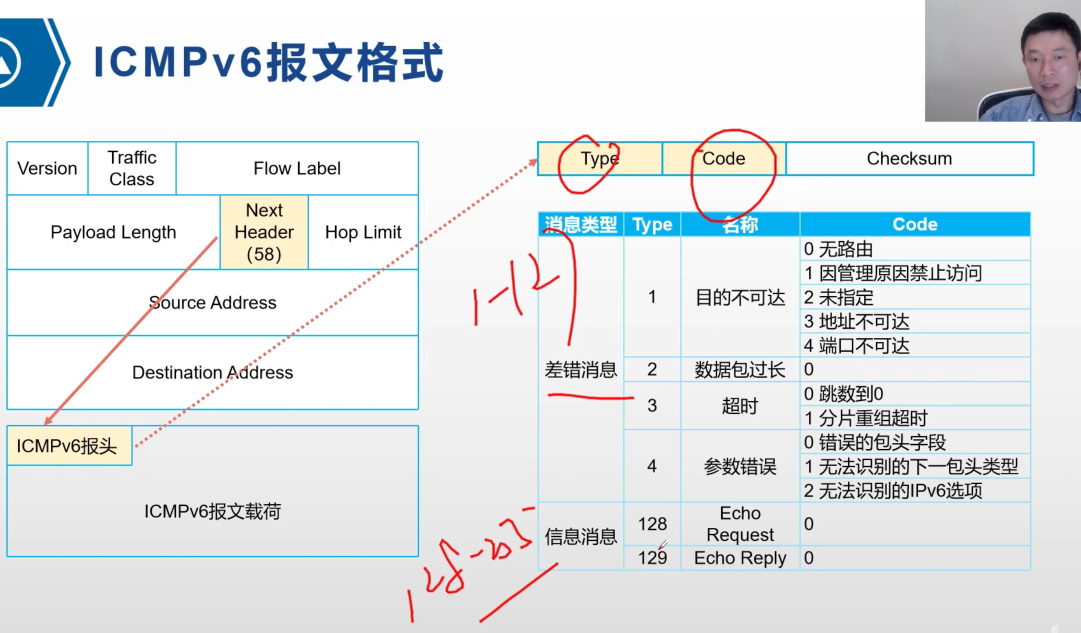 ICMPv6报文格式
Version
Traffic
Class
Flow Label
Payload Length
Next
Header
(58)
Hop Limit
Source Address
Destination Address
ICMPv6报头
ICMPv6报文载荷
Type
Code
Checksum
消息类型
Type
名称
Code
差错消息
1
目的不可达
0 无路由
1 因管理原因禁止访问
2 未指定
3 地址不可达
4 端口不可达
2
数据包过长
0
3
超时
0 跳数到0
1 分片重组超时
4
参数错误
0 错误的包头字段
1 无法识别的下一包头类型
2 无法识别的IPv6选项
信息消息
128
Echo
Request
0
129
Echo Reply
0
1-12